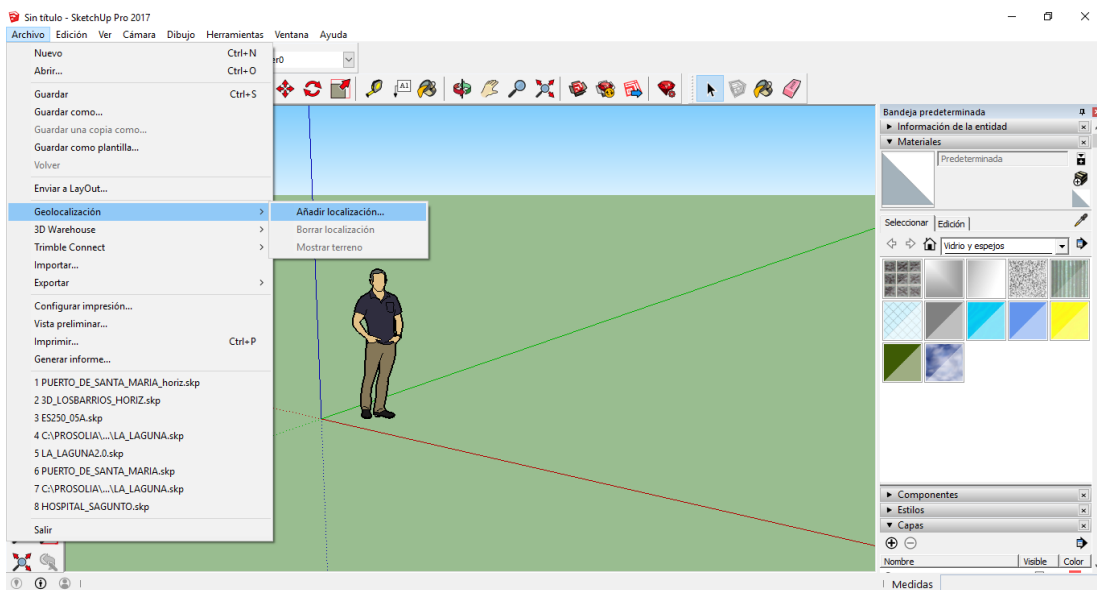 Sin título - SketchUp Pro 2017
Archivo Edición Ver Cámara Dibujo Herramientas Ventana Ayuda
Nuevo Ctrl+N
Abrir... Ctrl+O
Guardar Ctrl+S
Guardar como...
Guardar una copia como...
Guardar como plantilla...
Volver
Enviar a LayOut...
Geolocalización
3D Warehouse
Trimble Connect
Importar...
Exportar
Configurar impresión...
Vista preliminar...
Imprimir... Ctrl+P
Generar informe...
1 PUERTO_DE_SANTA_MARIA_horiz.skp
2 3D_LOSBARRIOS_HORIZ.skp
3 ES250_05A.skp
4 C:\PROSOLIA\...\LA_LAGUNA.skp
5 LA_LAGUNA2.0.skp
6 PUERTO_DE_SANTA_MARIA.skp
7 C:\PROSOLIA\...\LA_LAGUNA.skp
8 HOSPITAL_SAGUNTO.skp
Salir
Añadir localización...
Borrar localización
Mostrar terreno
A1
Bandeja predeterminada
Información de la entidad
Materiales
Predeterminada
Seleccionar Edición
Vidrio y espejos
Componentes
Estilos
Capas
Nombre Visible Color
Medidas